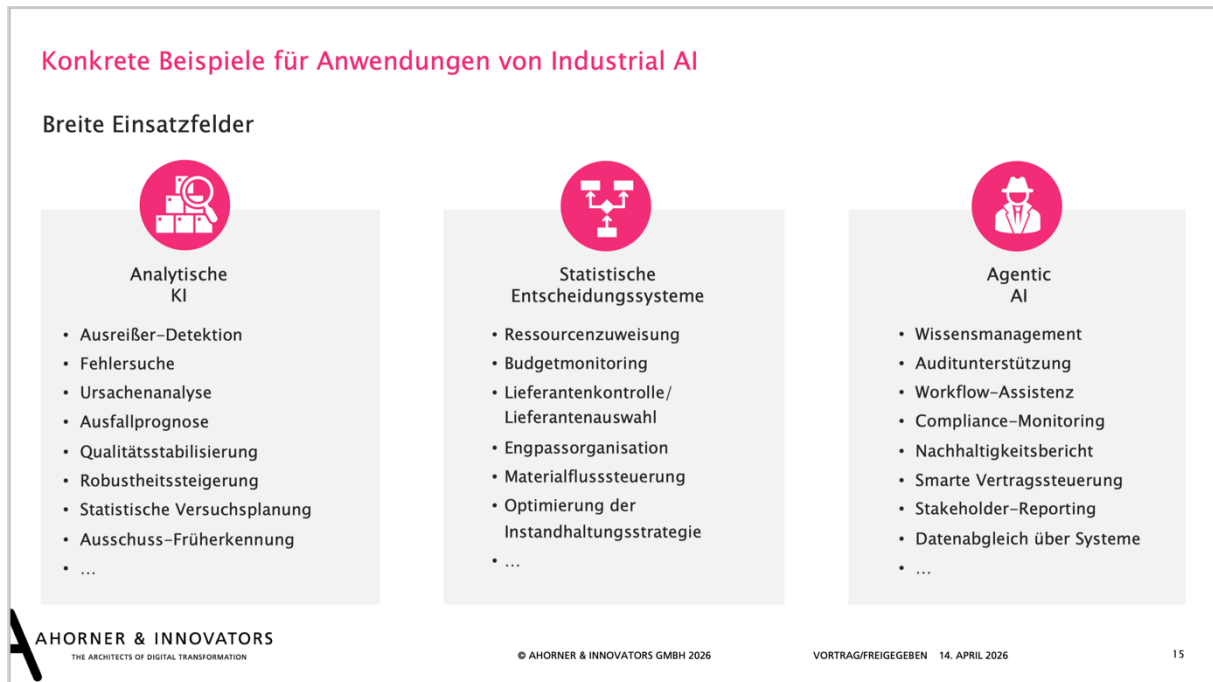 Konkrete Beispiele für Anwendungen von Industrial AI
Breite Einsatzfelder
Analytische
KI
• Ausreißer-Detektion
• Fehlersuche
• Ursachenanalyse
• Ausfallprognose
• Qualitätsstabilisierung
• Robustheitssteigerung
• Statistische Versuchsplanung
• Ausschuss-Früherkennung
• ...
Statistische
Entscheidungssysteme
• Ressourcenzuweisung
• Budgetmonitoring
• Lieferantenkontrolle/
Lieferantenauswahl
• Engpassorganisation
• Materialflusssteuerung
• Optimierung der
Instandhaltungsstrategie
• ...
Agentic
AI
• Wissensmanagement
• Auditunterstützung
• Workflow-Assistenz
• Compliance-Monitoring
• Nachhaltigkeitsbericht
• Smarte Vertragssteuerung
• Stakeholder-Reporting
• Datenabgleich über Systeme
• ...
A AHORNER & INNOVATORS
THE ARCHITECTS OF DIGITAL TRANSFORMATION
© AHORNER & INNOVATORS GMBH 2026
VORTRAG/FREIGEGEBEN 14. APRIL 2026
15